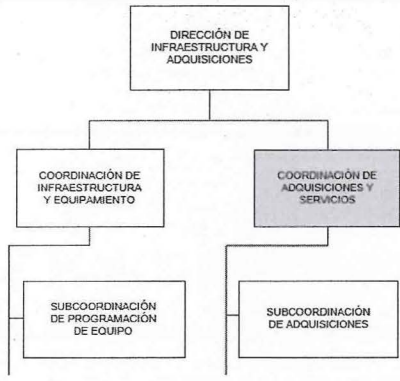 DIRECCIÓN DE
INFRAESTRUCTURA Y
ADQUISICIONES
COORDINACIÓN DE
INFRAESTRUCTURA
Y EQUIPAMIENTO
COORDINACIÓN DE
ADQUISICIONES Y
SERVICIOS
SUBCOORDINACIÓN
DE PROGRAMACIÓN
DE EQUIPO
SUBCOORDINACIÓN
DE ADQUISICIONES